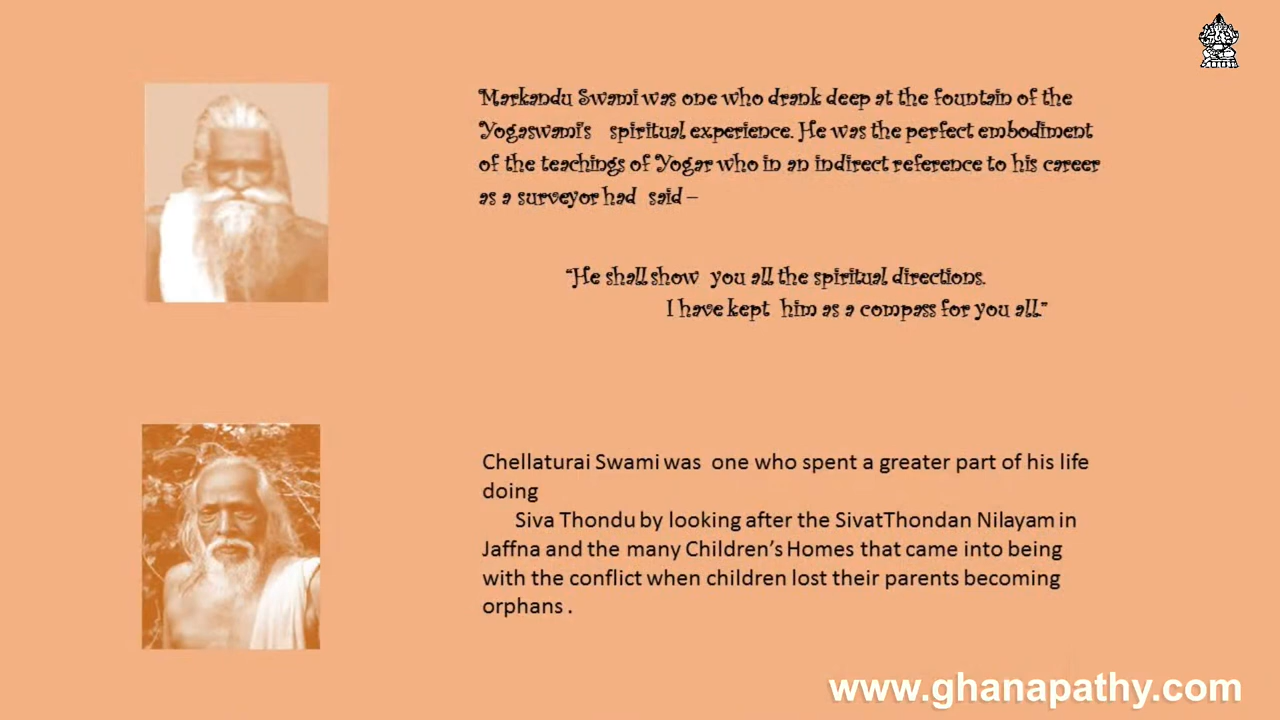 Markandu Swami was one who drank deep at the fountain of the
Yogaswami's spiritual experience. He was the perfect embodiment
of the teachings of Yogar who in an indirect reference to his career
as a surveyor had said –
“He shall show you all the spiritual directions.
I have kept him as a compass for you all.”
Chellaturai Swami was one who spent a greater part of his life
doing
Siva Thondu by looking after the SivatThondan Nilayam in
Jaffna and the many Children’s Homes that came into being
with the conflict when children lost their parents becoming
orphans .
www.ghanapathy.com